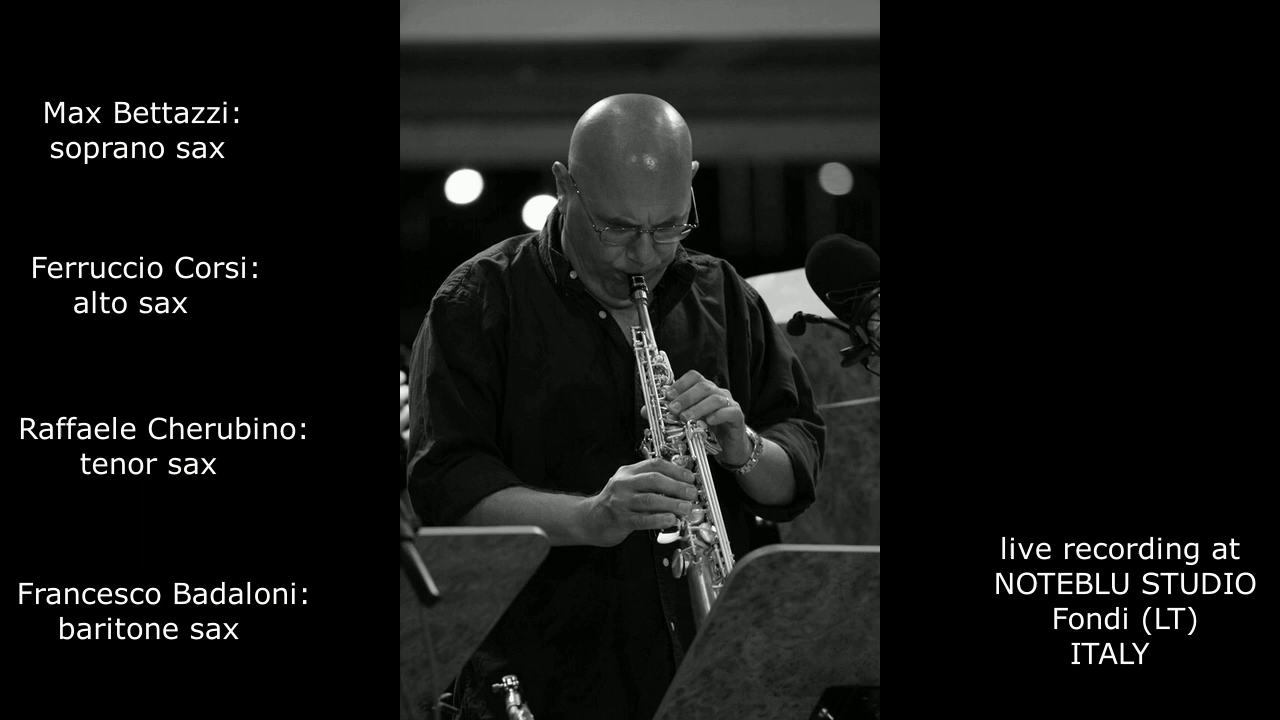 Max Bettazzi:
soprano sax
Ferruccio Corsi:
alto sax
Raffaele Cherubino:
tenor sax
Francesco Badaloni:
baritone sax
live recording at
NOTEBLU STUDIO
Fondi (LT)
ITALY